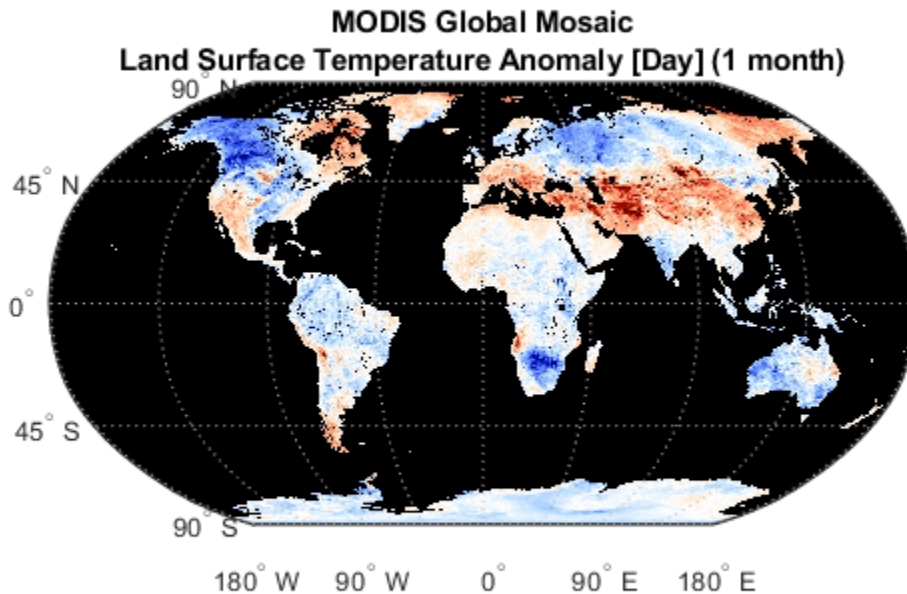 MODIS Global Mosaic
Land Surface Temperature Anomaly [Day] (1 month)
90° N
45° N
0°
45° S
90° S
180° W 90° W 0° 90° E 180° E